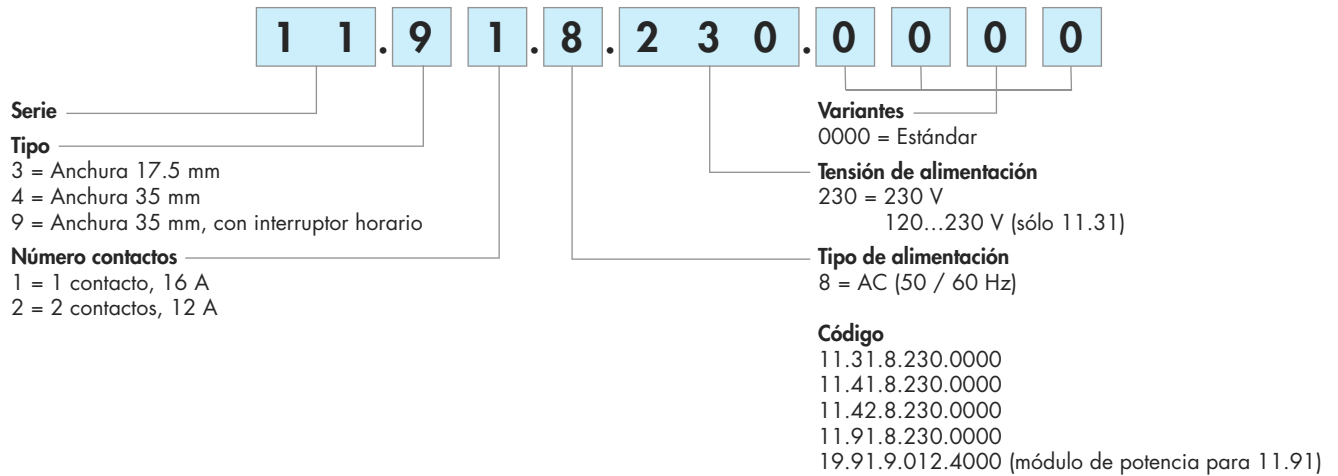 1 1 . 9 1 . 8 . 2 3 0 . 0 0 0 0
Serie
Tipo
3 = Anchura 17.5 mm
4 = Anchura 35 mm
9 = Anchura 35 mm, con interruptor horario
Número contactos
1 = 1 contacto, 16 A
2 = 2 contactos, 12 A
Variantes
0000 = Estándar
Tensión de alimentación
230 = 230 V
120...230 V (sólo 11.31)
Tipo de alimentación
8 = AC (50 / 60 Hz)
Código
11.31.8.230.0000
11.41.8.230.0000
11.42.8.230.0000
11.91.8.230.0000
19.91.9.012.4000 (módulo de potencia para 11.91)